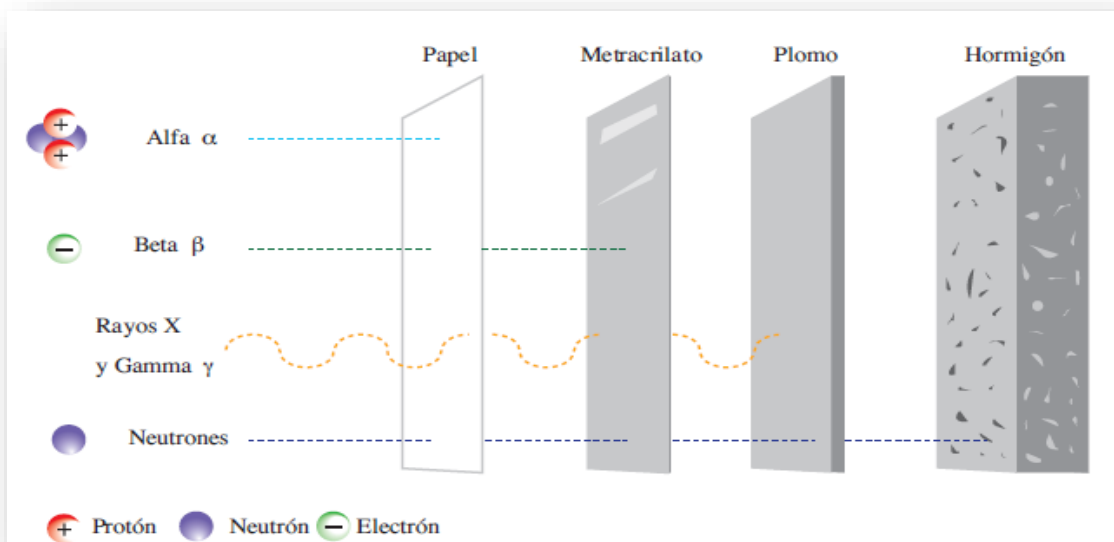 Papel Metracrilato Plomo Hormigón
Alfa α
Beta β
Rayos X
y Gamma γ
Neutrones
+ Protón Neutrón − Electrón